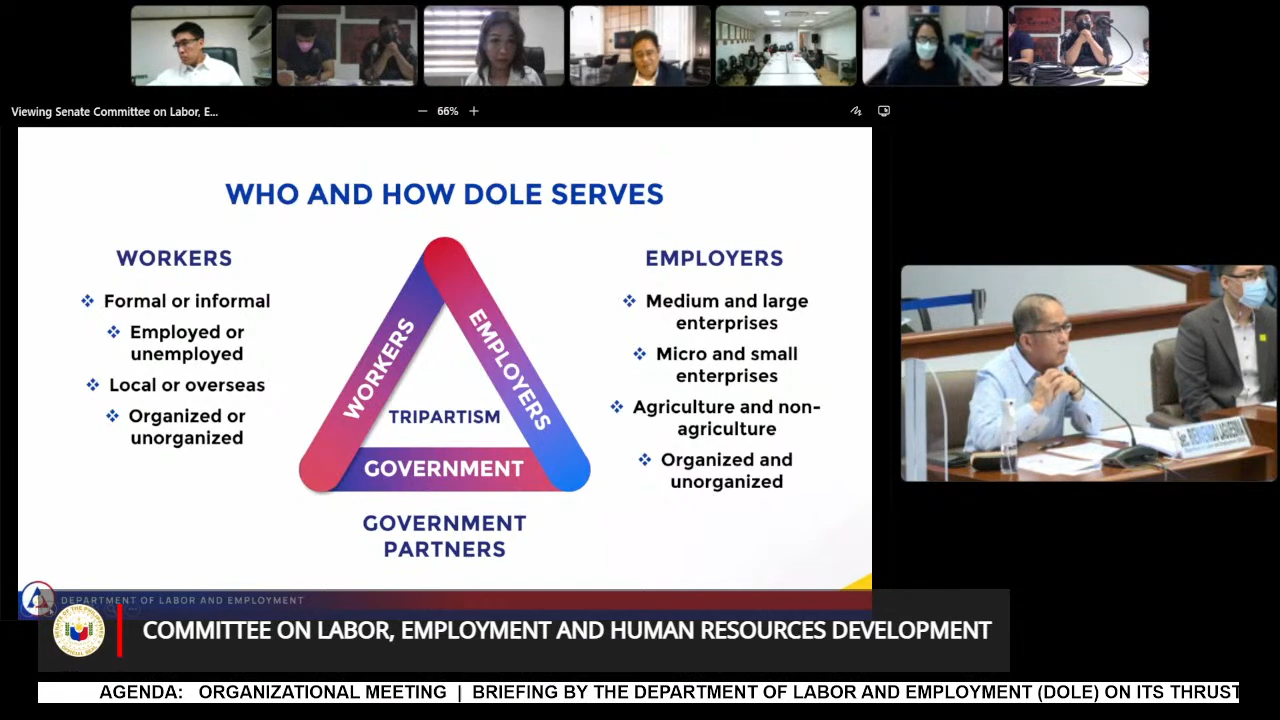 Viewing Senate Committee on Labor, E...
66%
WHO AND HOW DOLE SERVES
WORKERS
Formal or informal
Employed or
unemployed
Local or overseas
Organized or
unorganized
WORKERS
EMPLOYERS
TRIPARTISM
GOVERNMENT
GOVERNMENT
PARTNERS
EMPLOYERS
Medium and large
enterprises
Micro and small
enterprises
Agriculture and non-
agriculture
Organized and
unorganized
DEPARTMENT OF LABOR AND EMPLOYMENT
COMMITTEE ON LABOR, EMPLOYMENT AND HUMAN RESOURCES DEVELOPMENT
AGENDA: ORGANIZATIONAL MEETING | BRIEFING BY THE DEPARTMENT OF LABOR AND EMPLOYMENT (DOLE) ON ITS THRUST
Sec. BIENVENIDO LAGUESMA